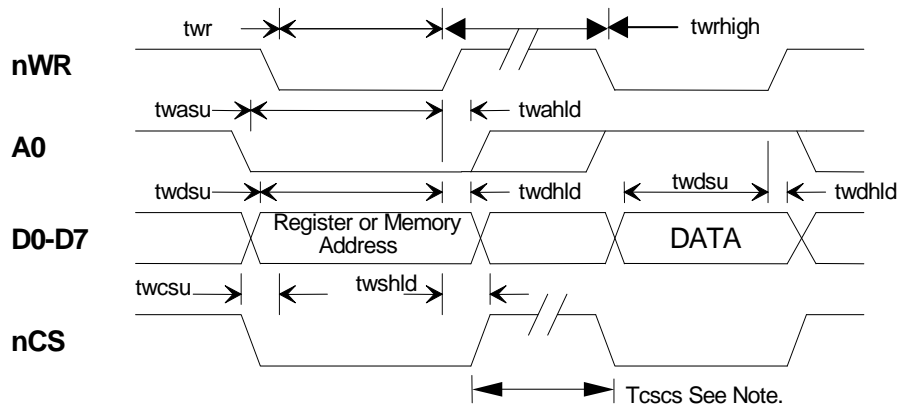 twr
twrhigh
nWR
twasu
twahld
A0
twdsu
twdhld
twdsu
twdhld
D0-D7
Register or Memory
Address
DATA
twcsu
twshld
nCS
Tcscs See Note.